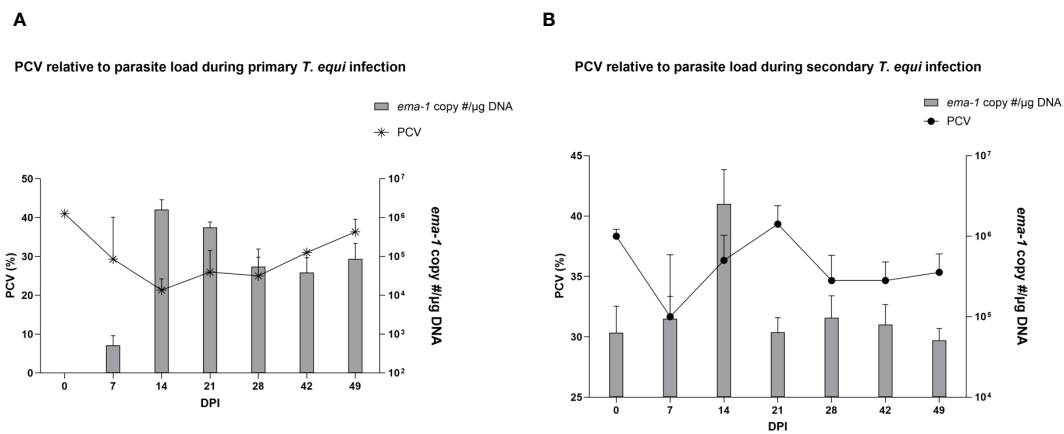 A
PCV relative to parasite load during primary T. equi infection
ema-1 copy #/μg DNA
PCV
50
40
30
20
10
0
PCV (%)
10⁷
10⁶
10⁵
10⁴
10³
10²
ema-1 copy #/μg DNA
0 7 14 21 28 42 49
DPI
B
PCV relative to parasite load during secondary T. equi infection
ema-1 copy #/μg DNA
PCV
45
40
35
30
25
PCV (%)
10⁷
10⁶
10⁵
10⁴
ema-1 copy #/μg DNA
0 7 14 21 28 42 49
DPI